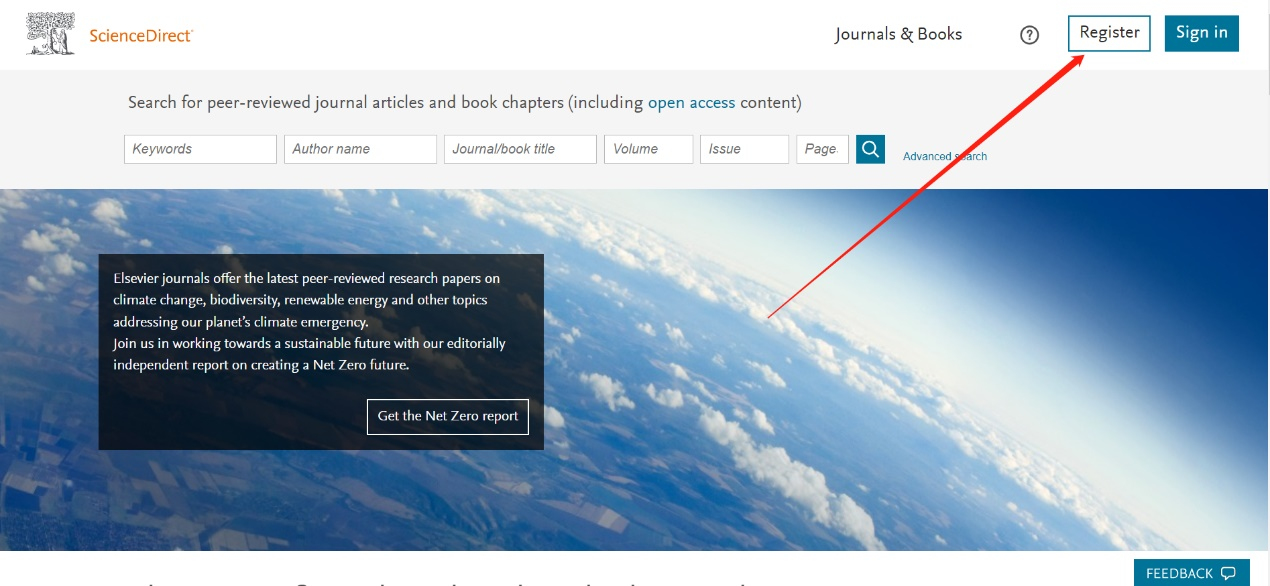 ScienceDirect
Journals & Books
?
Register
Sign in
Search for peer-reviewed journal articles and book chapters (including open access content)
Keywords
Author name
Journal/book title
Volume
Issue
Page
Advanced search
Elsevier journals offer the latest peer-reviewed research papers on
climate change, biodiversity, renewable energy and other topics
addressing our planet's climate emergency.
Join us in working towards a sustainable future with our editorially
independent report on creating a Net Zero future.
Get the Net Zero report
FEEDBACK